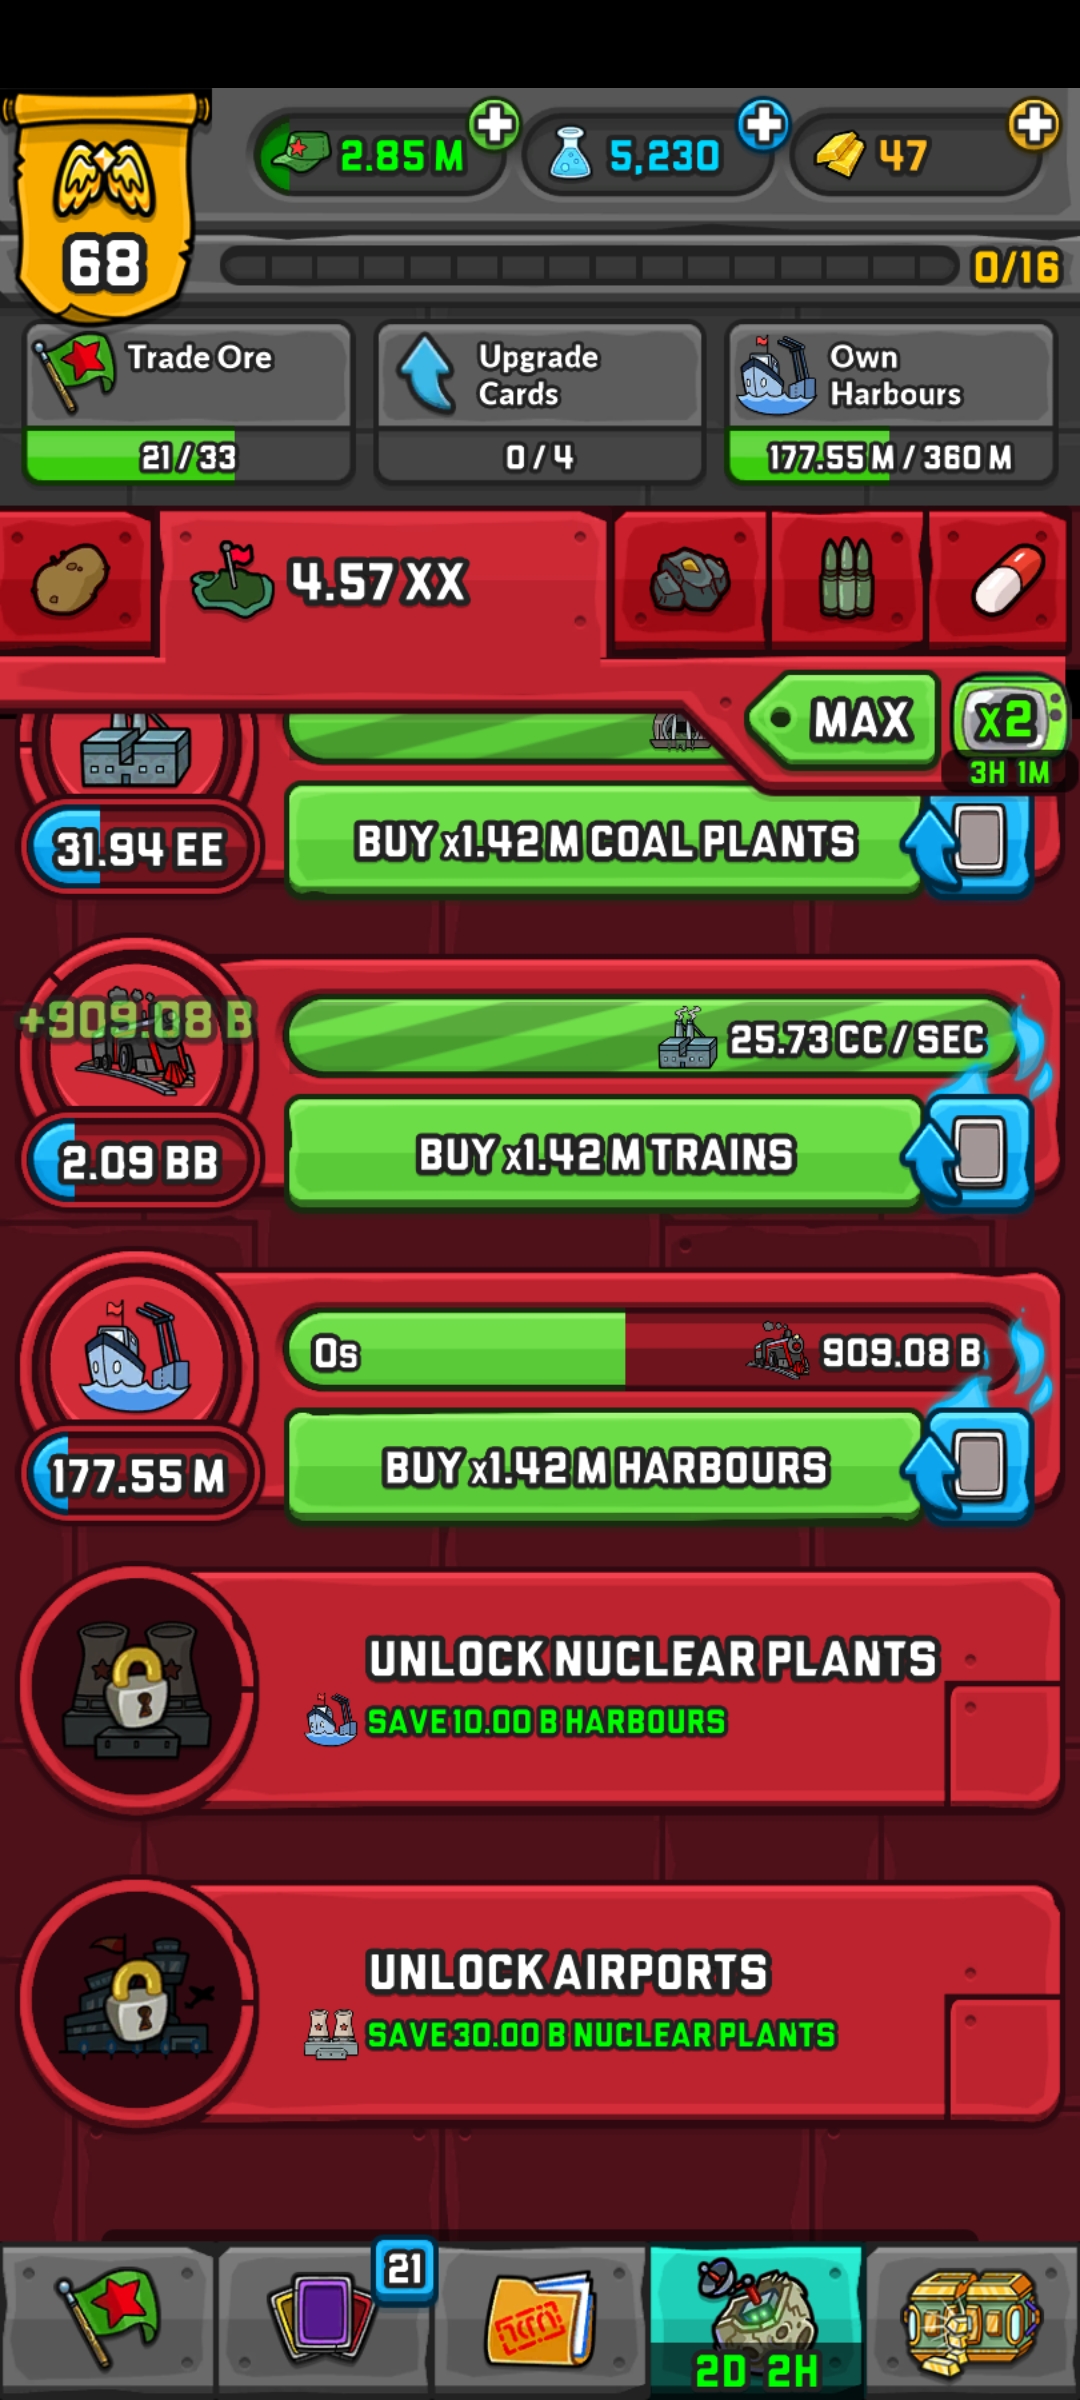 2.85 M
5,230
47
68
0/16
Trade Ore
21 / 33
Upgrade
Cards
0 / 4
Own
Harbours
177.55 M / 360 M
4.57 XX
MAX
x2
3H 1M
31.94 EE
BUY x1.42 M COAL PLANTS
+909.08 B
25.73 CC / SEC
2.09 BB
BUY x1.42 M TRAINS
0s
909.08 B
177.55 M
BUY x1.42 M HARBOURS
UNLOCK NUCLEAR PLANTS
SAVE 10.00 B HARBOURS
UNLOCK AIRPORTS
SAVE 30.00 B NUCLEAR PLANTS
21
2D 2H